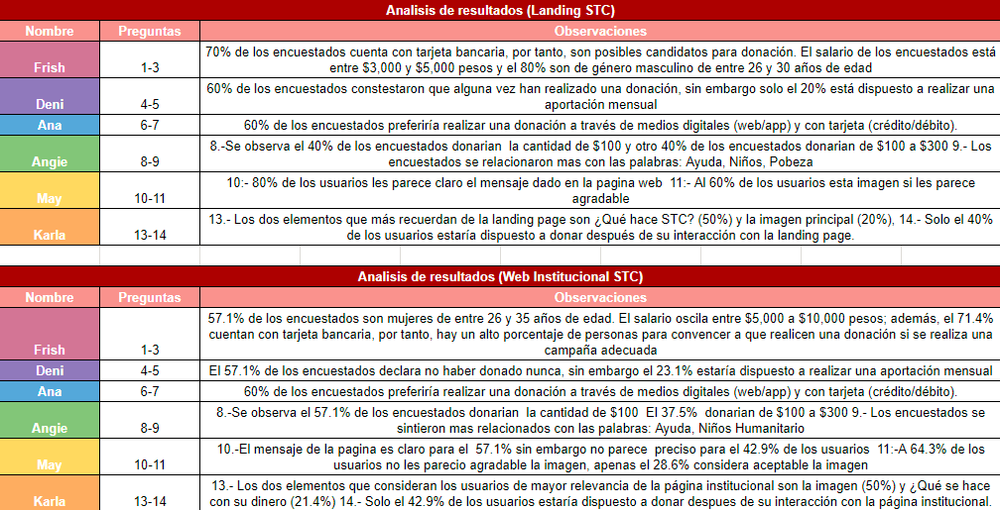 Analisis de resultados (Landing STC)
Nombre Preguntas Observaciones
70% de los encuestados cuenta con tarjeta bancaria, por tanto, son posibles candidatos para donación. El salario de los encuestados está
Frish 1-3 entre $3,000 y $5,000 pesos y el 80% son de género masculino de entre 26 y 30 años de edad
60% de los encuestados constestaron que alguna vez han realizado una donación, sin embargo solo el 20% está dispuesto a realizar una
Deni 4-5 aportación mensual
Ana 6-7 60% de los encuestados preferiría realizar una donación a través de medios digitales (web/app) y con tarjeta (crédito/débito).
8.-Se observa el 40% de los encuestados donarian la cantidad de $100 y otro 40% de los encuestados donarian de $100 a $300 9.- Los
Angie 8-9 encuestados se relacionaron mas con las palabras: Ayuda, Niños, Pobeza
10:- 80% de los usuarios les parece claro el mensaje dado en la pagina web 11:- Al 60% de los usuarios esta imagen si les parece
May 10-11 agradable
13.- Los dos elementos que más recuerdan de la landing page son ¿Qué hace STC? (50%) y la imagen principal (20%), 14.- Solo el 40%
Karla 13-14 de los usuarios estaría dispuesto a donar después de su interacción con la landing page.
Analisis de resultados (Web Institucional STC)
Nombre Preguntas Observaciones
57.1% de los encuestados son mujeres de entre 26 y 35 años de edad. El salario oscila entre $5,000 a $10,000 pesos; además, el 71.4%
cuentan con tarjeta bancaria, por tanto, hay un alto porcentaje de personas para convencer a que realicen una donación si se realiza una
Frish 1-3 campaña adecuada
Deni 4-5 El 57.1% de los encuestados declara no haber donado nunca, sin embargo el 23.1% estaría dispuesto a realizar una aportación mensual
Ana 6-7 60% de los encuestados preferiría realizar una donación a través de medios digitales (web/app) y con tarjeta (crédito/débito).
8.-Se observa el 57.1% de los encuestados donarian la cantidad de $100 El 37.5% donarian de $100 a $300 9.- Los encuestados se
Angie 8-9 sintieron mas relacionados con las palabras: Ayuda, Niños Humanitario
10.-El mensaje de la pagina es claro para el 57.1% sin embargo no parece preciso para el 42.9% de los usuarios 11:-A 64.3% de los
May 10-11 usuarios no les parecio agradable la imagen, apenas el 28.6% considera aceptable la imagen
13.- Los dos elementos que consideran los usuarios de mayor relevancia de la página institucional son la imagen (50%) y ¿Qué se hace
Karla 13-14 con su dinero (21.4%) 14.- Solo el 42.9% de los usuarios estaría dispuesto a donar despues de su interacción con la página institucional.